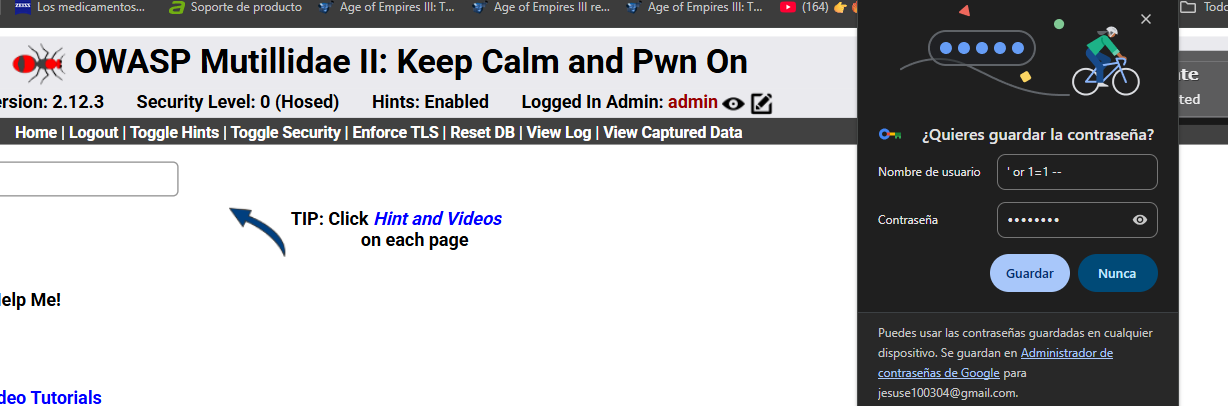 Los medicamentos...
Soporte de producto
Age of Empires III: T...
Age of Empires III re...
Age of Empires III: T...
(164)
Todo
OWASP Mutillidae II: Keep Calm and Pwn On
ersion: 2.12.3 Security Level: 0 (Hosed) Hints: Enabled Logged In Admin: admin
Home | Logout | Toggle Hints | Toggle Security | Enforce TLS | Reset DB | View Log | View Captured Data
TIP: Click Hint and Videos
on each page
elp Me!
deo Tutorials
ate
ted
¿Quieres guardar la contraseña?
Nombre de usuario ' or 1=1 --
Contraseña ••••••••
Guardar Nunca
Puedes usar las contraseñas guardadas en cualquier
dispositivo. Se guardan en Administrador de
contraseñas de Google para
jesuse100304@gmail.com.